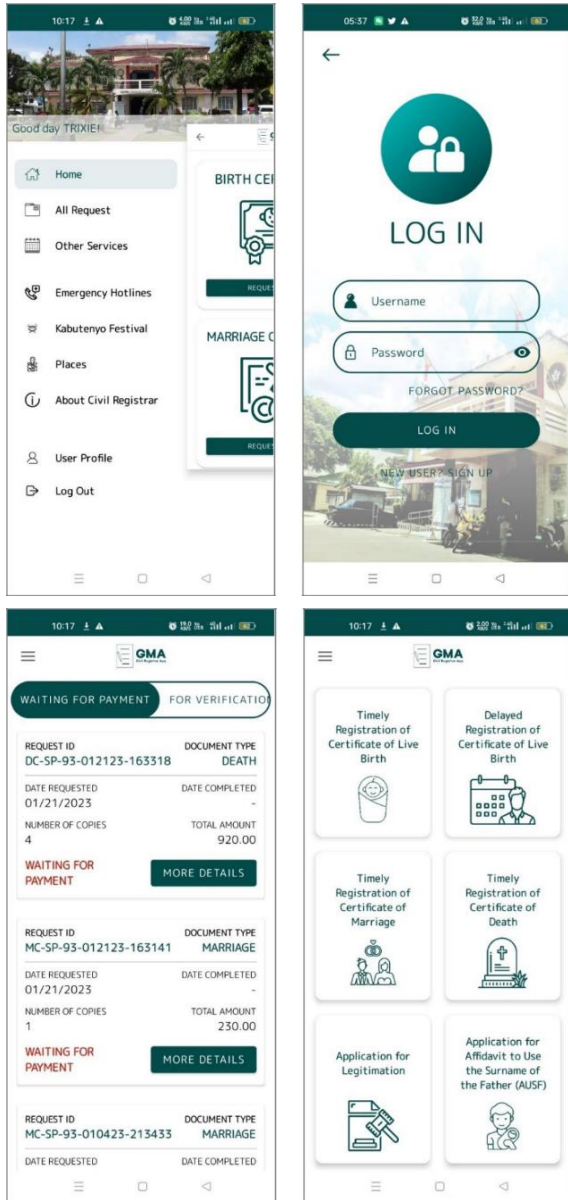 10:17
Good day TRIXIE!
Home
All Request
Other Services
Emergency Hotlines
Kabutenyo Festival
Places
About Civil Registrar
User Profile
Log Out
BIRTH CE
REQUES
MARRIAGE C
REQUES
05:37
LOG IN
Username
Password
FORGOT PASSWORD?
LOG IN
NEW USER? SIGN UP
10:17
GMA
WAITING FOR PAYMENT
FOR VERIFICATIO
REQUEST ID DOCUMENT TYPE
DC-SP-93-012123-163318 DEATH
DATE REQUESTED DATE COMPLETED
01/21/2023 -
NUMBER OF COPIES TOTAL AMOUNT
4 920.00
WAITING FOR
PAYMENT
MORE DETAILS
REQUEST ID DOCUMENT TYPE
MC-SP-93-012123-163141 MARRIAGE
DATE REQUESTED DATE COMPLETED
01/21/2023 -
NUMBER OF COPIES TOTAL AMOUNT
1 230.00
WAITING FOR
PAYMENT
MORE DETAILS
REQUEST ID DOCUMENT TYPE
MC-SP-93-010423-213433 MARRIAGE
DATE REQUESTED DATE COMPLETED
10:17
GMA
Timely
Registration of
Certificate of Live
Birth
Delayed
Registration of
Certificate of Live
Birth
Timely
Registration of
Certificate of
Marriage
Timely
Registration of
Certificate of
Death
Application for
Legitimation
Application for
Affidavit to Use
the Surname of
the Father (AUSF)